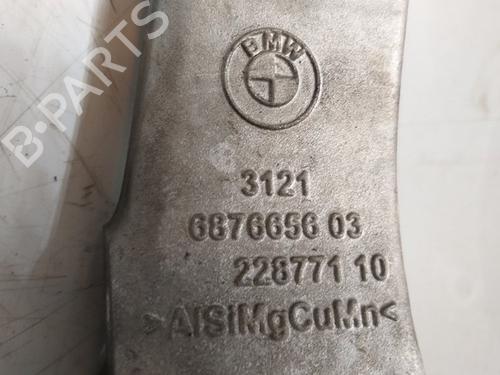 BMW
3121
6876656 03
228771 10
>AlSiMgCuMn<
B-PARTS